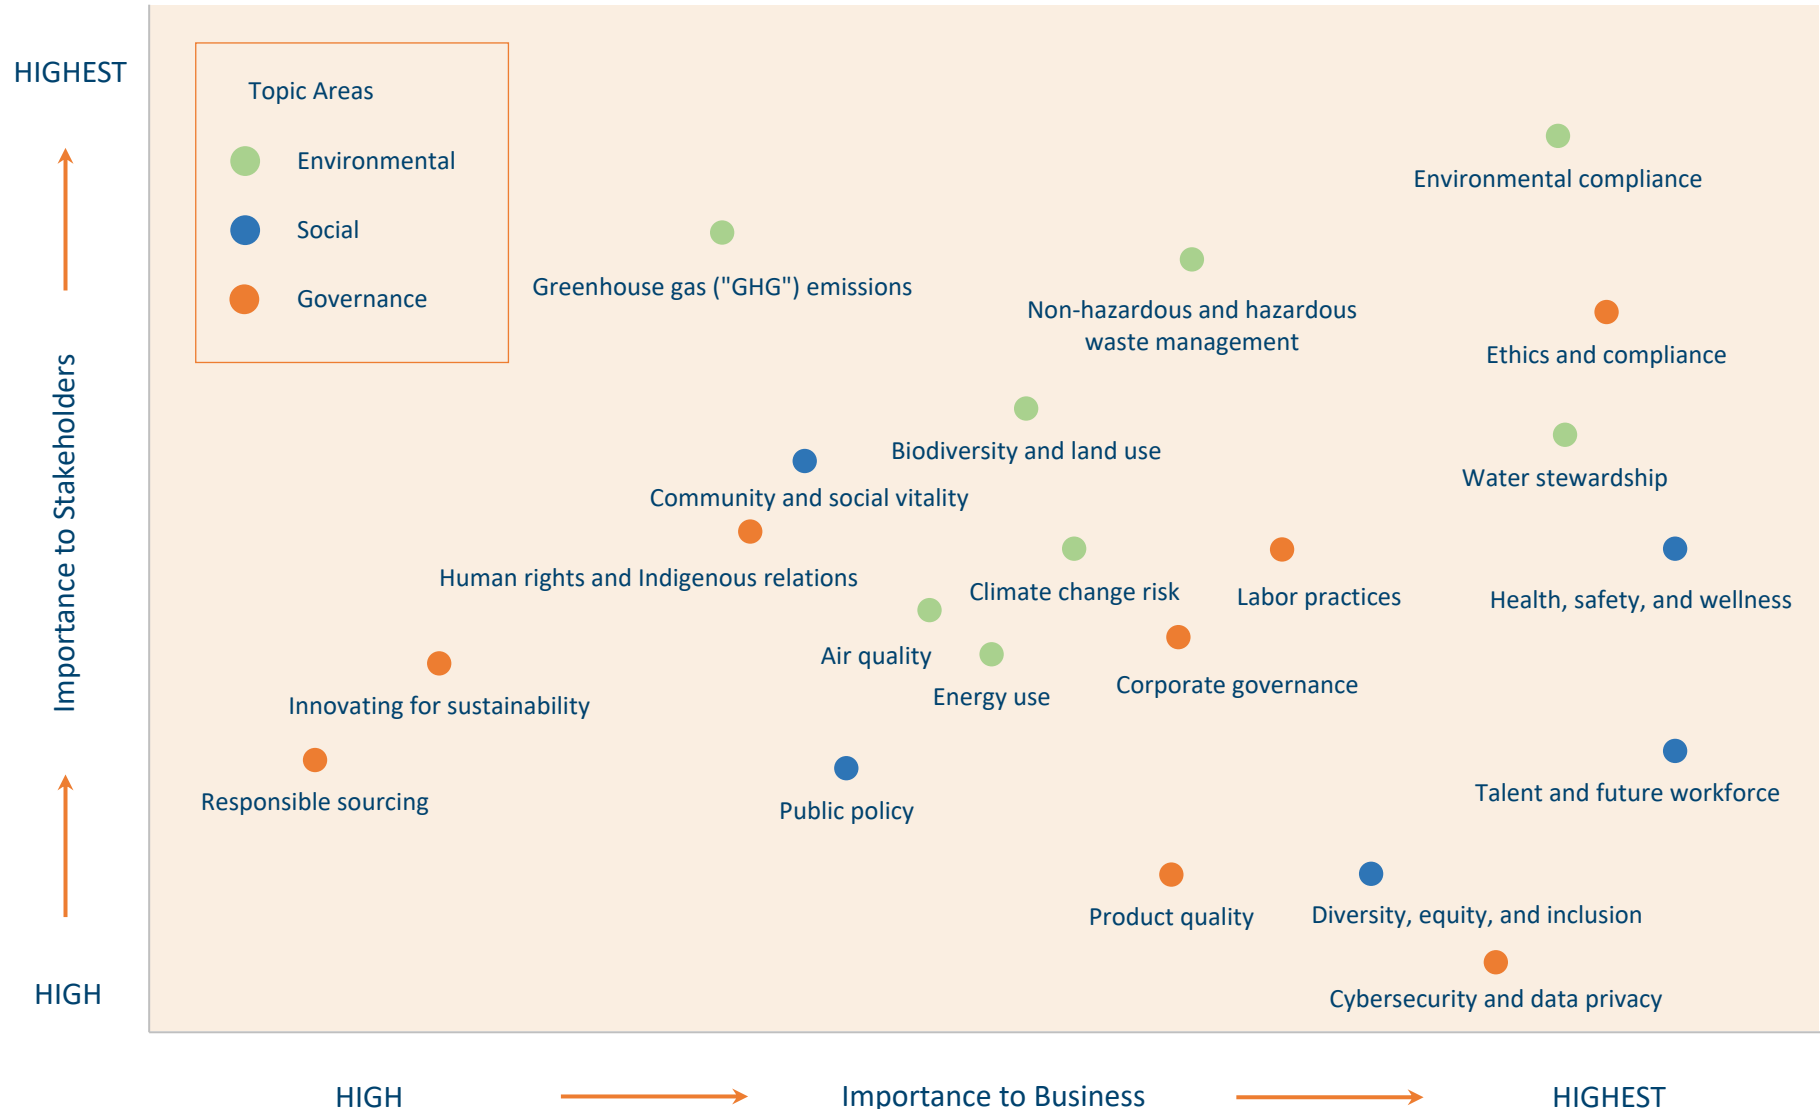 HIGHEST
Topic Areas
Environmental
Social
Governance
Environmental compliance
Greenhouse gas ("GHG") emissions
Non-hazardous and hazardous
waste management
Ethics and compliance
Importance to Stakeholders
Biodiversity and land use
Water stewardship
Community and social vitality
Human rights and Indigenous relations
Climate change risk
Labor practices
Health, safety, and wellness
Air quality
Energy use
Corporate governance
Innovating for sustainability
Responsible sourcing
Public policy
Talent and future workforce
Product quality
Diversity, equity, and inclusion
HIGH
Cybersecurity and data privacy
HIGH
Importance to Business
HIGHEST